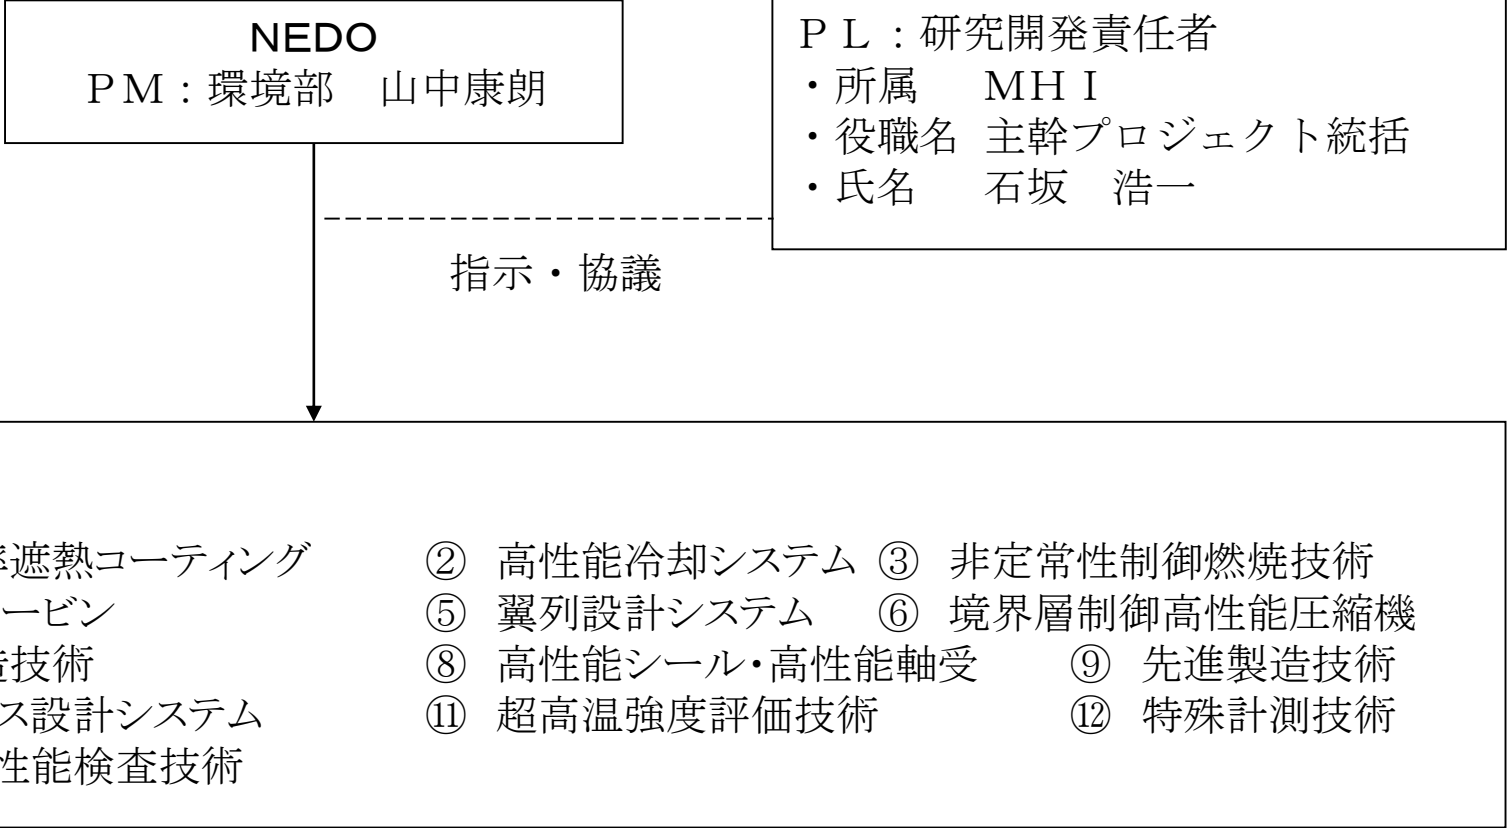 NEDO
PM:環境部 山中康朗
PL:研究開発責任者
・所属 MHI
・役職名 主幹プロジェクト統括
・氏名 石坂 浩一
指示・協議
遮熱コーティング ② 高性能冷却システム ③ 非定常性制御燃焼技術
ービン ⑤ 翼列設計システム ⑥ 境界層制御高性能圧縮機
技術 ⑧ 高性能シール・高性能軸受 ⑨ 先進製造技術
ス設計システム ⑪ 超高温強度評価技術 ⑫ 特殊計測技術
性能検査技術